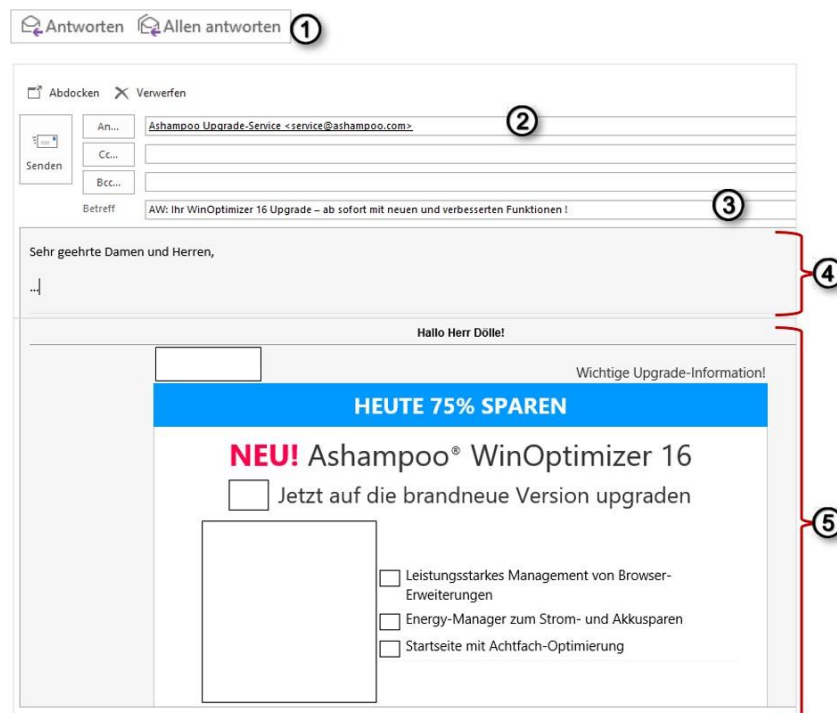 Antworten Allen antworten 1
Abdocken Verwerfen
An... Ashampoo Upgrade-Service <service@ashampoo.com> 2
Senden
Cc...
Bcc...
Betreff AW: Ihr WinOptimizer 16 Upgrade – ab sofort mit neuen und verbesserten Funktionen ! 3
Sehr geehrte Damen und Herren,
...
4
Hallo Herr Dölle!
Wichtige Upgrade-Information!
HEUTE 75% SPAREN
NEU! Ashampoo® WinOptimizer 16
Jetzt auf die brandneue Version upgraden
5
Leistungsstarkes Management von Browser-
Erweiterungen
Energy-Manager zum Strom- und Akkusparen
Startseite mit Achtfach-Optimierung